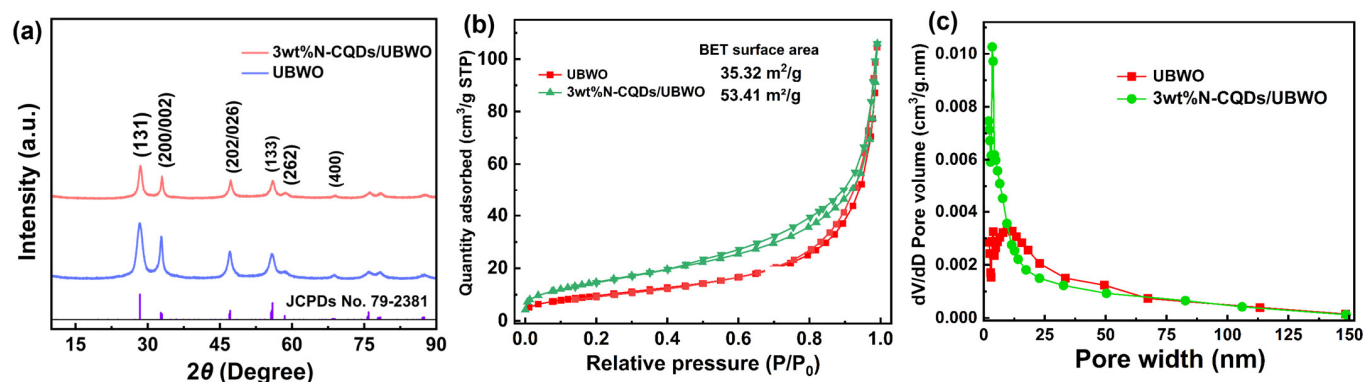 (a)
3wt%N-CQDs/UBWO
UBWO
(131)
(200/002)
(202/026)
(133)
(262)
(400)
JCPDs No. 79-2381
Intensity (a.u.)
15 30 45 60 75 90
2θ (Degree)
(b)
BET surface area
UBWO 35.32 m²/g
3wt%N-CQDs/UBWO 53.41 m²/g
Quantity adsorbed (cm³/g STP)
100
80
60
40
20
0
0.0 0.2 0.4 0.6 0.8 1.0
Relative pressure (P/P₀)
(c)
UBWO
3wt%N-CQDs/UBWO
dV/dD Pore volume (cm³/g.nm)
0.010
0.008
0.006
0.004
0.002
0.000
0 25 50 75 100 125 150
Pore width (nm)